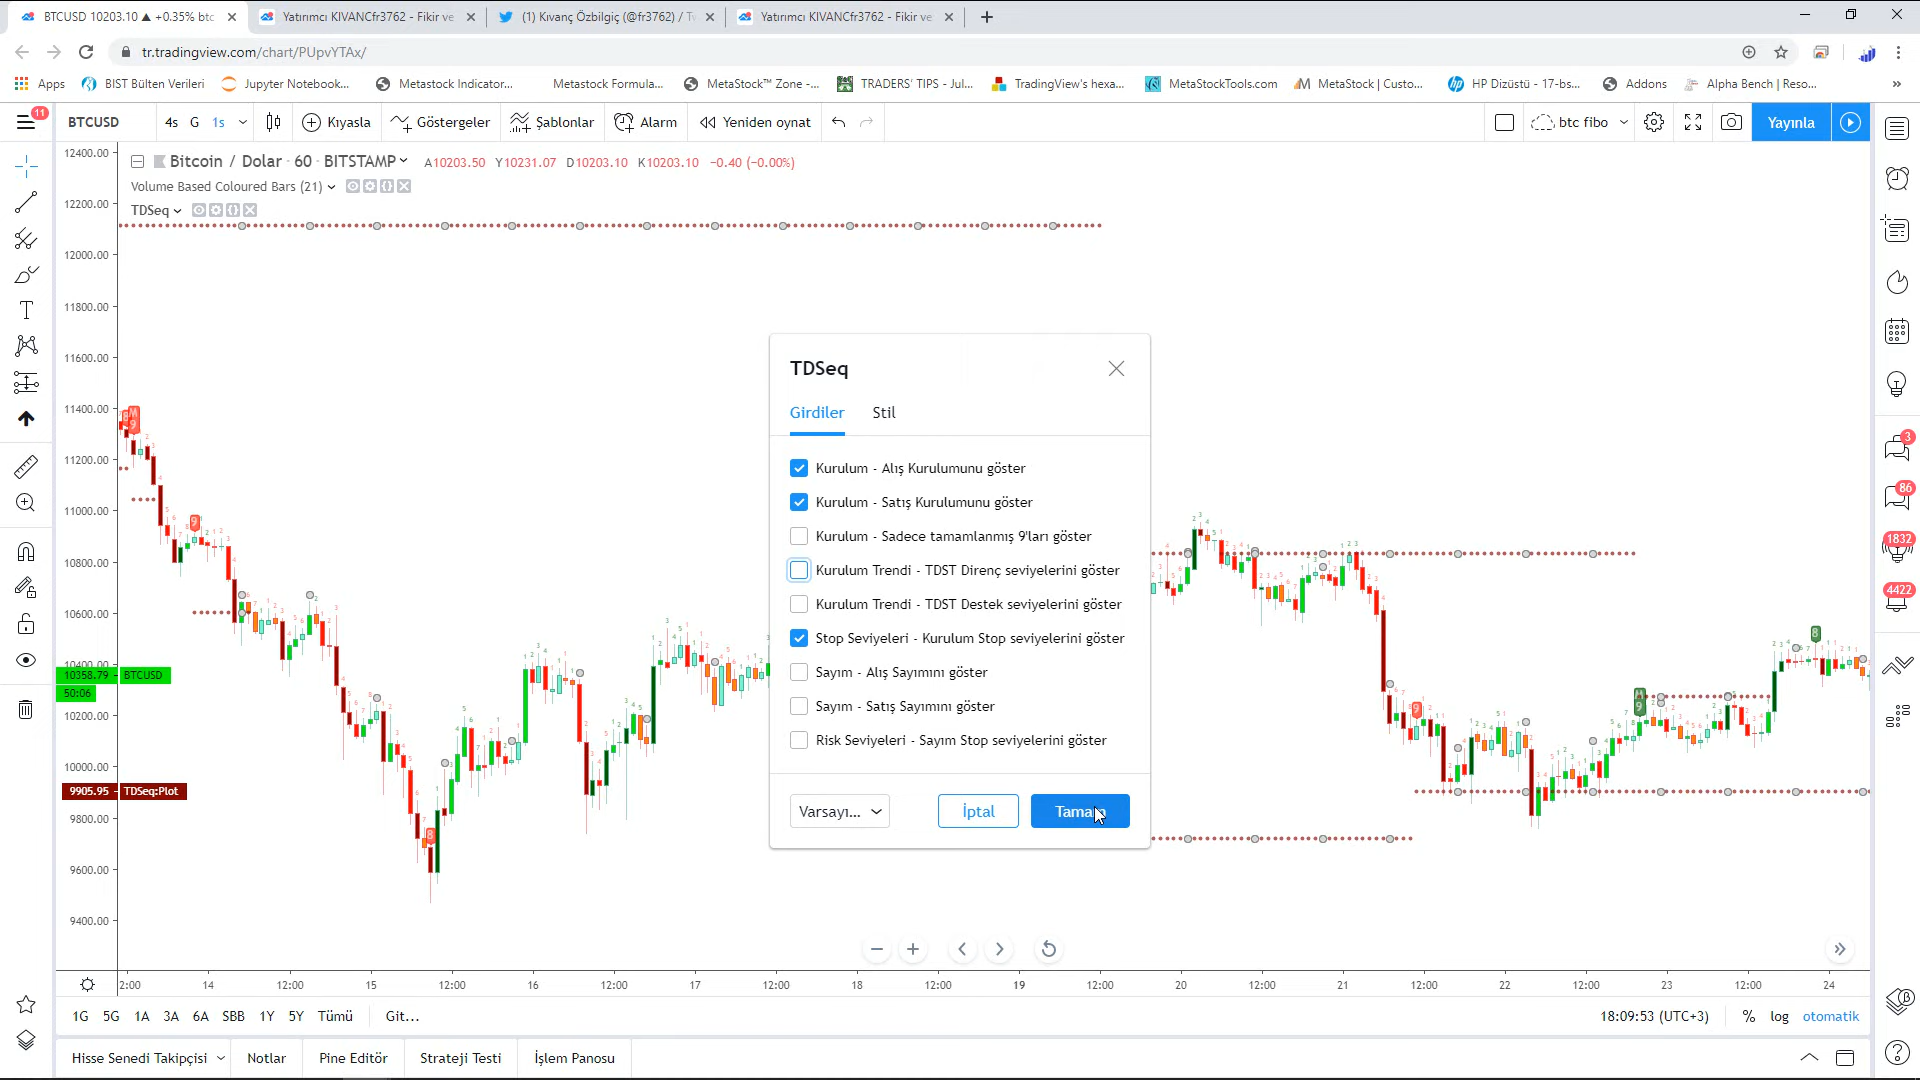 BTCUSD 10203.10 ▲ +0.35% btc
Yatırımcı KIVANCfr3762 - Fikir ve
(1) Kıvanç Özbilgiç (@fr3762) / Tw
Yatırımcı KIVANCfr3762 - Fikir ve
tr.tradingview.com/chart/PUpvYTAx/
Apps
BIST Bülten Verileri
Jupyter Notebook...
Metastock Indicator...
Metastock Formula...
MetaStock™ Zone -...
TRADERS' TIPS - Jul...
TradingView's hexa...
MetaStockTools.com
MetaStock | Custo...
HP Dizüstü - 17-bs...
Addons
Alpha Bench | Reso...
11
BTCUSD
4s G 1s
Kıyasla
Göstergeler
Şablonlar
Alarm
Yeniden oynat
btc fibo
Yayınla
Bitcoin / Dolar · 60 · BITSTAMP
A10203.50 Y10231.07 D10203.10 K10203.10 −0.40 (−0.00%)
Volume Based Coloured Bars (21)
TDSeq
12400.00
12200.00
12000.00
11800.00
11600.00
11400.00
11200.00
11000.00
10800.00
10600.00
10400.00
10358.79 BTCUSD
50:06
10200.00
10000.00
9905.95 TDSeq:Plot
9800.00
9600.00
9400.00
TDSeq
Girdiler Stil
Kurulum - Alış Kurulumunu göster
Kurulum - Satış Kurulumunu göster
Kurulum - Sadece tamamlanmış 9'ları göster
Kurulum Trendi - TDST Direnç seviyelerini göster
Kurulum Trendi - TDST Destek seviyelerini göster
Stop Seviyeleri - Kurulum Stop seviyelerini göster
Sayım - Alış Sayımını göster
Sayım - Satış Sayımını göster
Risk Seviyeleri - Sayım Stop seviyelerini göster
Varsayı... İptal
3
86
1832
4422
2:00 14 12:00 15 12:00 16 12:00 17 12:00 18 12:00 19 12:00 20 12:00 21 12:00 22 12:00 23 12:00 24
1G 5G 1A 3A 6A SBB 1Y 5Y Tümü Git...
18:09:53 (UTC+3) % log otomatik
Hisse Senedi Takipçisi Notlar Pine Editör Strateji Testi İşlem Panosu